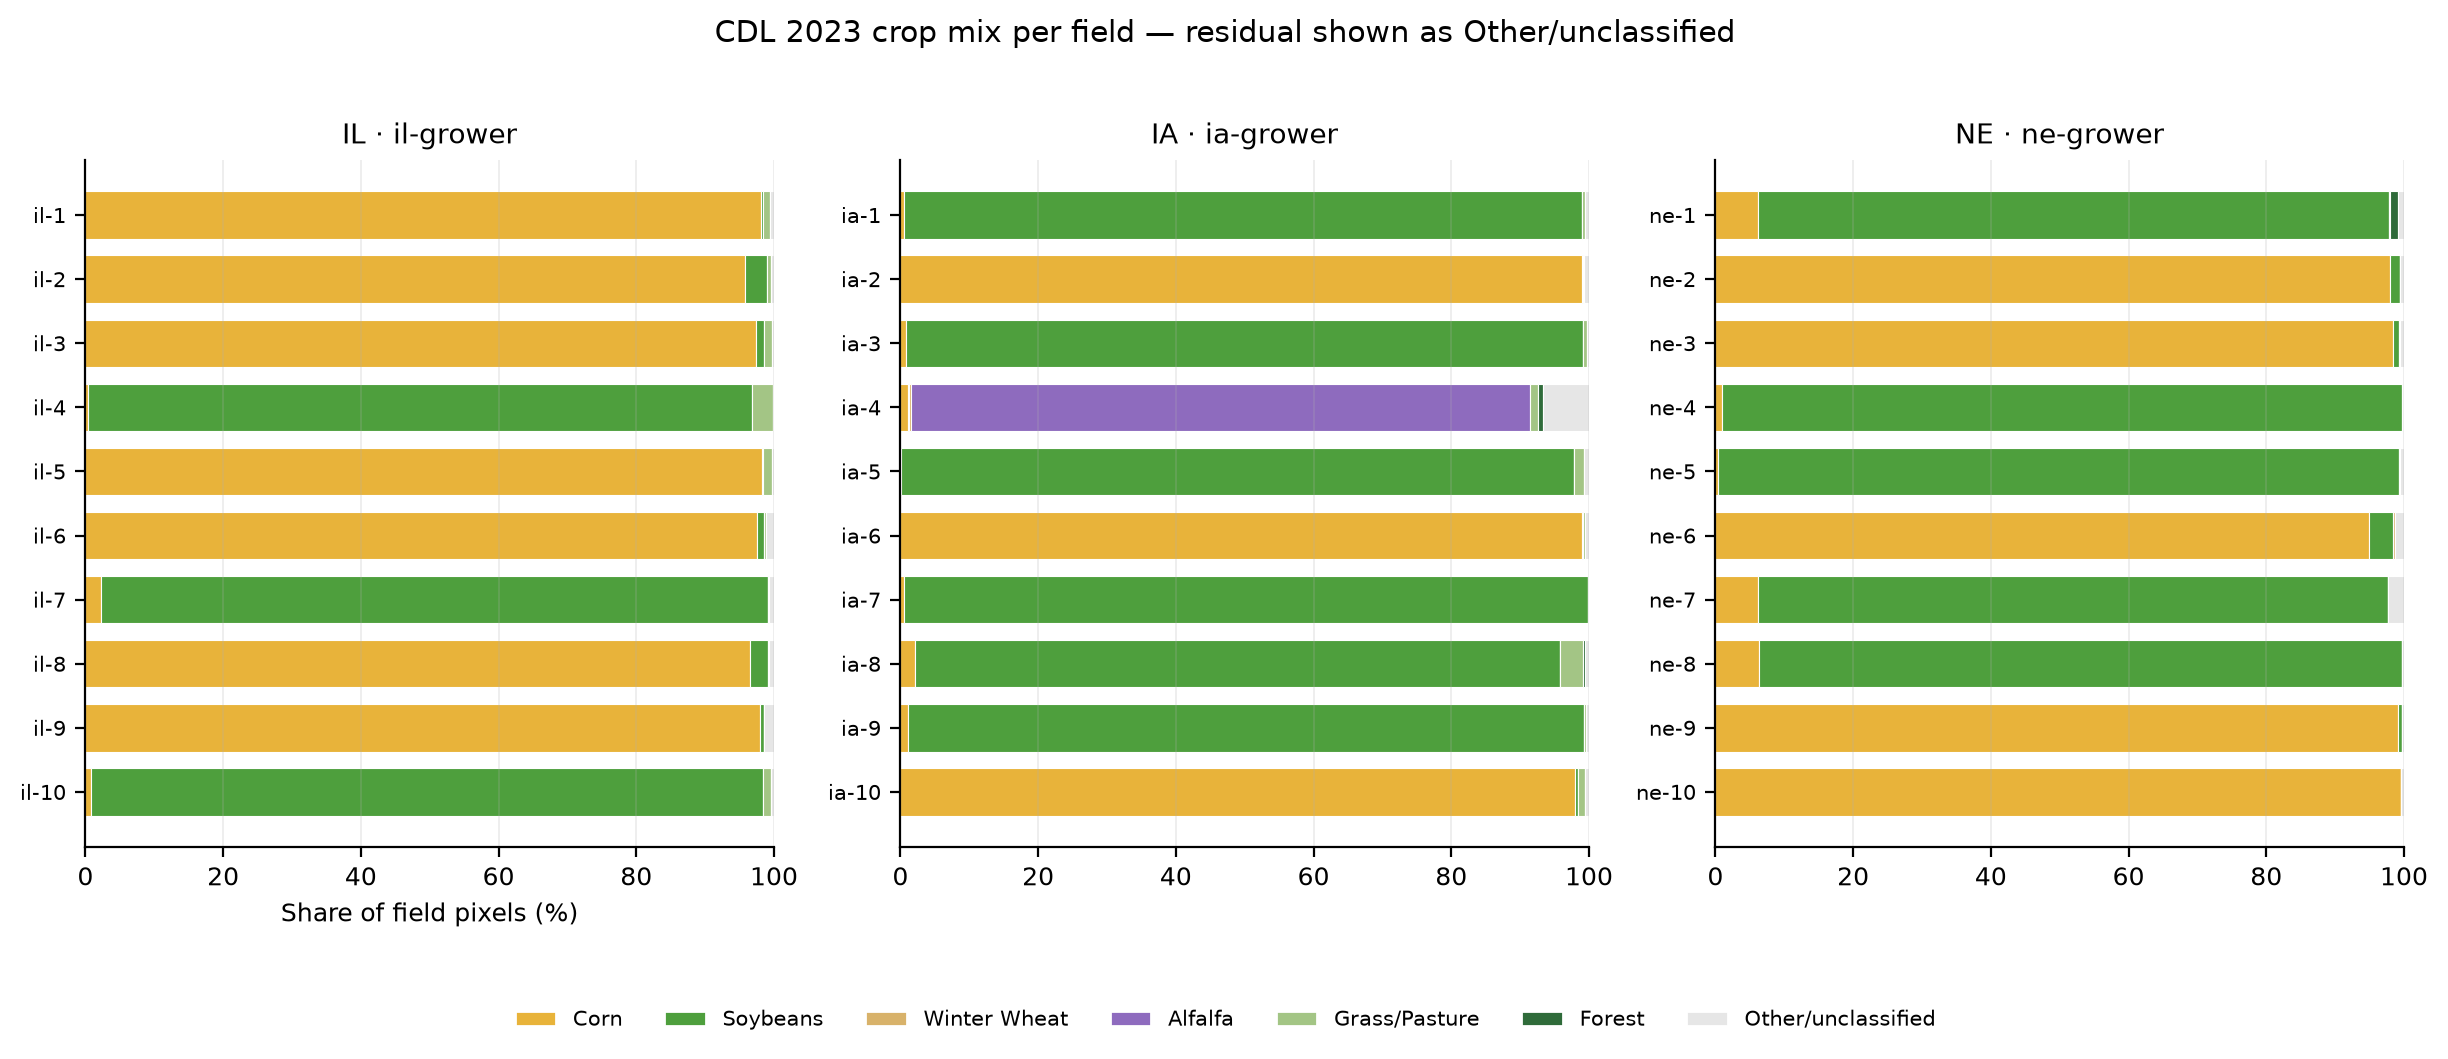 CDL 2023 crop mix per field — residual shown as Other/unclassified
IL · il-grower
il-1
il-2
il-3
il-4
il-5
il-6
il-7
il-8
il-9
il-10
0 20 40 60 80 100
Share of field pixels (%)
IA · ia-grower
ia-1
ia-2
ia-3
ia-4
ia-5
ia-6
ia-7
ia-8
ia-9
ia-10
0 20 40 60 80 100
NE · ne-grower
ne-1
ne-2
ne-3
ne-4
ne-5
ne-6
ne-7
ne-8
ne-9
ne-10
0 20 40 60 80 100
Corn Soybeans Winter Wheat Alfalfa Grass/Pasture Forest Other/unclassified